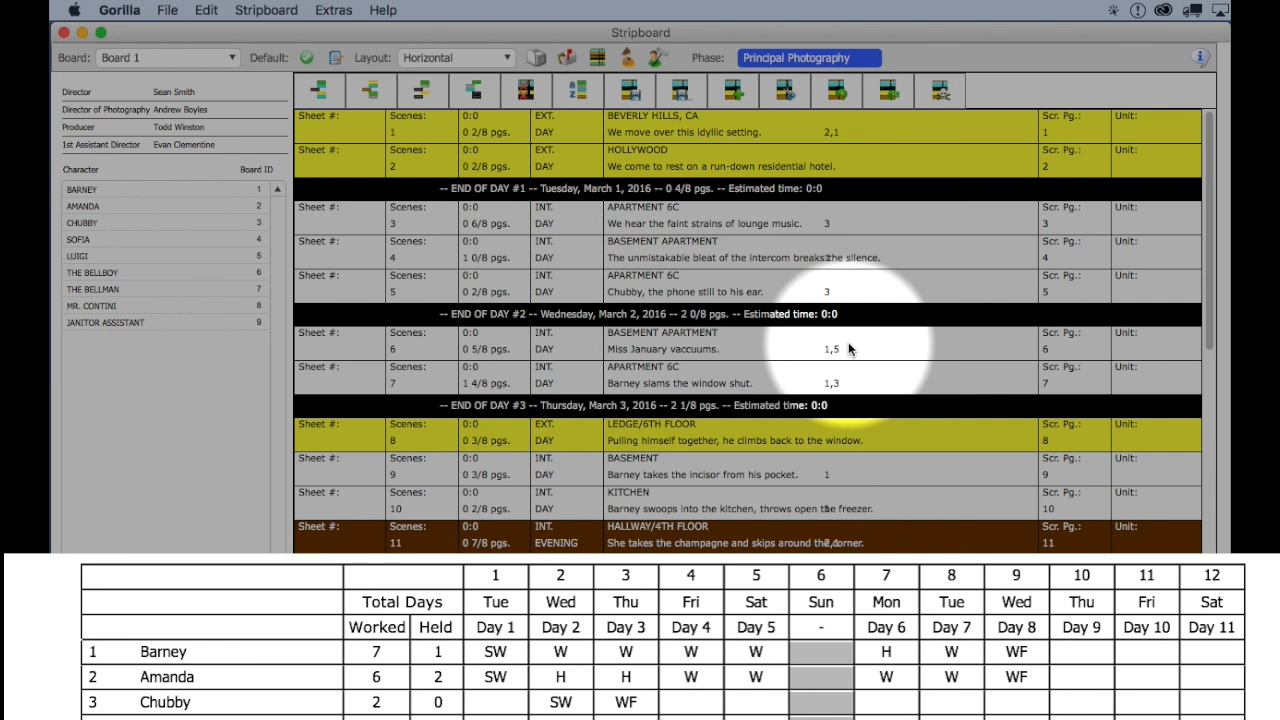 Gorilla File Edit Stripboard Extras Help
Stripboard
Board: Board 1 Default: Layout: Horizontal Phase: Principal Photography
Director Sean Smith
Director of Photography Andrew Boyles
Producer Todd Winston
1st Assistant Director Evan Clementine
Character Board ID
BARNEY 1
AMANDA 2
CHUBBY 3
SOFIA 4
LUIGI 5
THE BELLBOY 6
THE BELLMAN 7
MR. CONTINI 8
JANITOR ASSISTANT 9
Sheet #: Scenes: 0:0 EXT. BEVERLY HILLS, CA Scr. Pg.: Unit:
1 0 2/8 pgs. DAY We move over this idyllic setting. 2,1 1
Sheet #: Scenes: 0:0 EXT. HOLLYWOOD Scr. Pg.: Unit:
2 0 2/8 pgs. DAY We come to rest on a run-down residential hotel. 2
-- END OF DAY #1 -- Tuesday, March 1, 2016 -- 0 4/8 pgs. -- Estimated time: 0:0
Sheet #: Scenes: 0:0 INT. APARTMENT 6C Scr. Pg.: Unit:
3 0 6/8 pgs. DAY We hear the faint strains of lounge music. 3 3
Sheet #: Scenes: 0:0 INT. BASEMENT APARTMENT Scr. Pg.: Unit:
4 1 0/8 pgs. DAY The unmistakable bleat of the intercom breaks the silence. 4
Sheet #: Scenes: 0:0 INT. APARTMENT 6C Scr. Pg.: Unit:
5 0 2/8 pgs. DAY Chubby, the phone still to his ear. 3 5
-- END OF DAY #2 -- Wednesday, March 2, 2016 -- 2 0/8 pgs. -- Estimated time: 0:0
Sheet #: Scenes: 0:0 INT. BASEMENT APARTMENT Scr. Pg.: Unit:
6 0 5/8 pgs. DAY Miss January vaccuums. 1,5 6
Sheet #: Scenes: 0:0 INT. APARTMENT 6C Scr. Pg.: Unit:
7 1 4/8 pgs. DAY Barney slams the window shut. 1,3 7
-- END OF DAY #3 -- Thursday, March 3, 2016 -- 2 1/8 pgs. -- Estimated time: 0:0
Sheet #: Scenes: 0:0 EXT. LEDGE/6TH FLOOR Scr. Pg.: Unit:
8 0 3/8 pgs. DAY Pulling himself together, he climbs back to the window. 8
Sheet #: Scenes: 0:0 INT. BASEMENT Scr. Pg.: Unit:
9 0 3/8 pgs. DAY Barney takes the incisor from his pocket. 1 9
Sheet #: Scenes: 0:0 INT. KITCHEN Scr. Pg.: Unit:
10 0 2/8 pgs. DAY Barney swoops into the kitchen, throws open the freezer. 10
Sheet #: Scenes: 0:0 INT. HALLWAY/4TH FLOOR Scr. Pg.: Unit:
11 0 7/8 pgs. EVENING She takes the champagne and skips around the corner. 11
1 2 3 4 5 6 7 8 9 10 11 12
Total Days Tue Wed Thu Fri Sat Sun Mon Tue Wed Thu Fri Sat
Worked Held Day 1 Day 2 Day 3 Day 4 Day 5 - Day 6 Day 7 Day 8 Day 9 Day 10 Day 11
1 Barney 7 1 SW W W W W H W WF
2 Amanda 6 2 SW H H W W W W WF
3 Chubby 2 0 SW WF